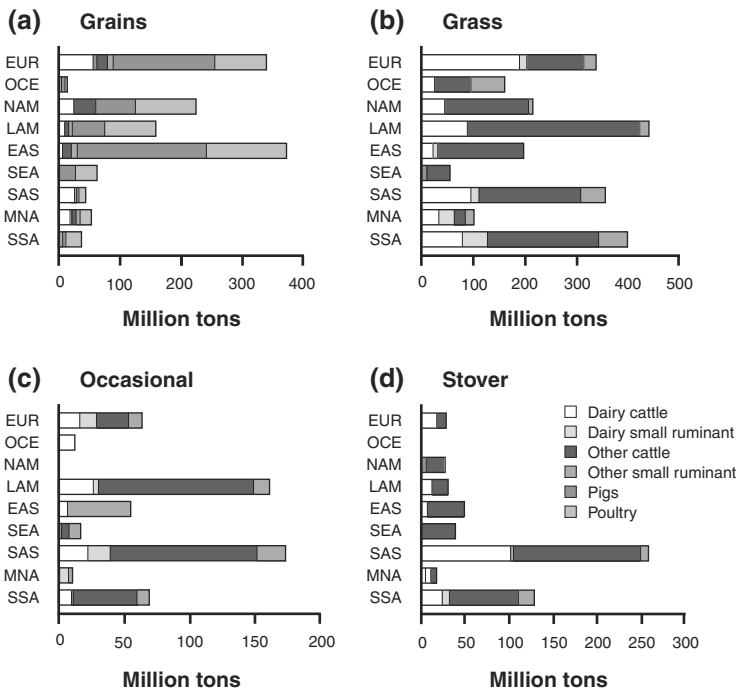 (a) Grains
EUR
OCE
NAM
LAM
EAS
SEA
SAS
MNA
SSA
0 100 200 300 400
Million tons
(b) Grass
EUR
OCE
NAM
LAM
EAS
SEA
SAS
MNA
SSA
0 100 200 300 400 500
Million tons
(c) Occasional
EUR
OCE
NAM
LAM
EAS
SEA
SAS
MNA
SSA
0 50 100 150 200
Million tons
(d) Stover
EUR
OCE
NAM
LAM
EAS
SEA
SAS
MNA
SSA
Dairy cattle
Dairy small ruminant
Other cattle
Other small ruminant
Pigs
Poultry
0 50 100 150 200 250 300
Million tons